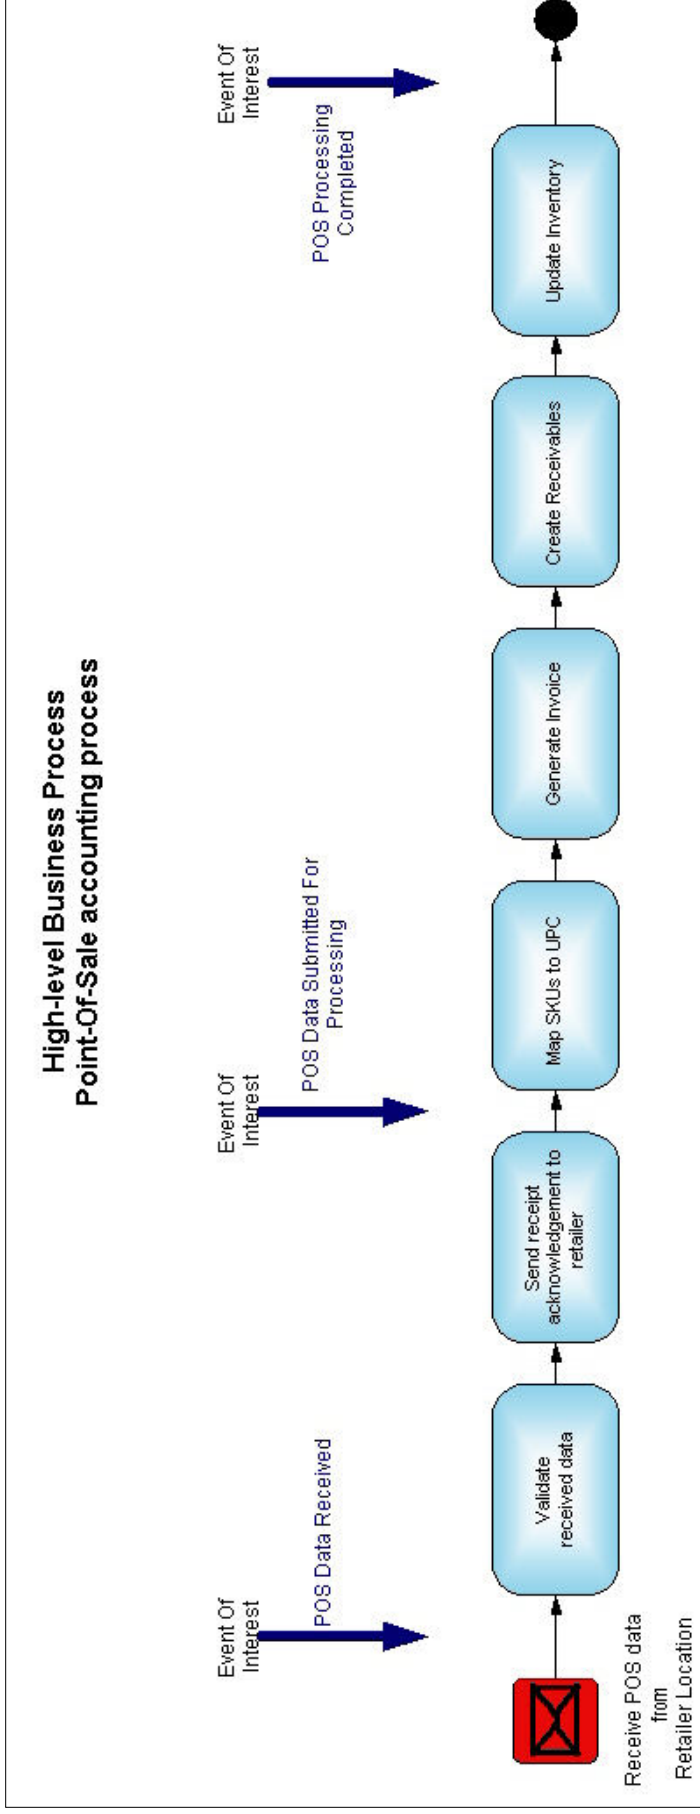 High-level Business Process
Point-Of-Sale accounting process
Event Of
Interest
POS Data Received
Event Of
Interest
POS Data Submitted For
Processing
Event Of
Interest
POS Processing
Completed
Receive POS data
from
Retailer Location
Validate
received data
Send receipt
acknowledgement to
retailer
Map SKUs to UPC
Generate Invoice
Create Receivables
Update Inventory